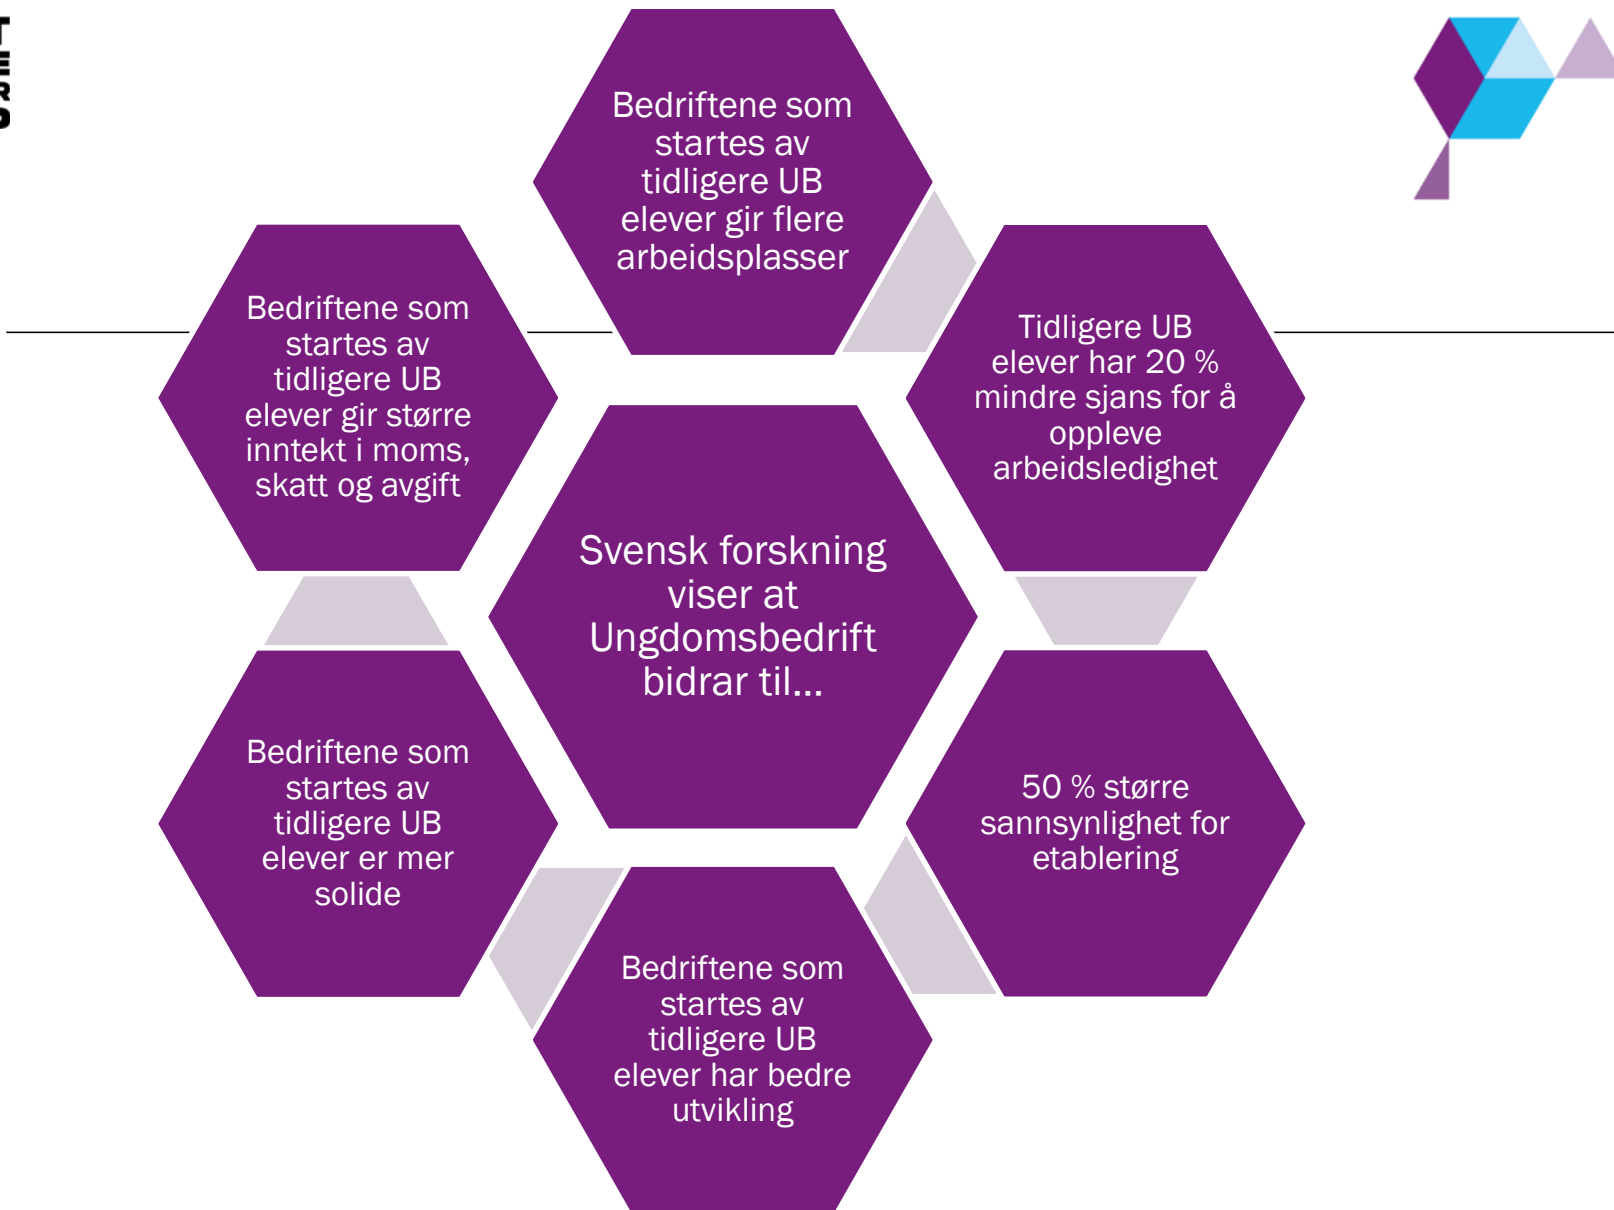 Bedriftene som
startes av
tidligere UB
elever gir flere
arbeidsplasser
Tidligere UB
elever har 20 %
mindre sjans for å
oppleve
arbeidsledighet
50 % større
sannsynlighet for
etablering
Bedriftene som
startes av
tidligere UB
elever har bedre
utvikling
Bedriftene som
startes av
tidligere UB
elever er mer
solide
Bedriftene som
startes av
tidligere UB
elever gir større
inntekt i moms,
skatt og avgift
Svensk forskning
viser at
Ungdomsbedrift
bidrar til...